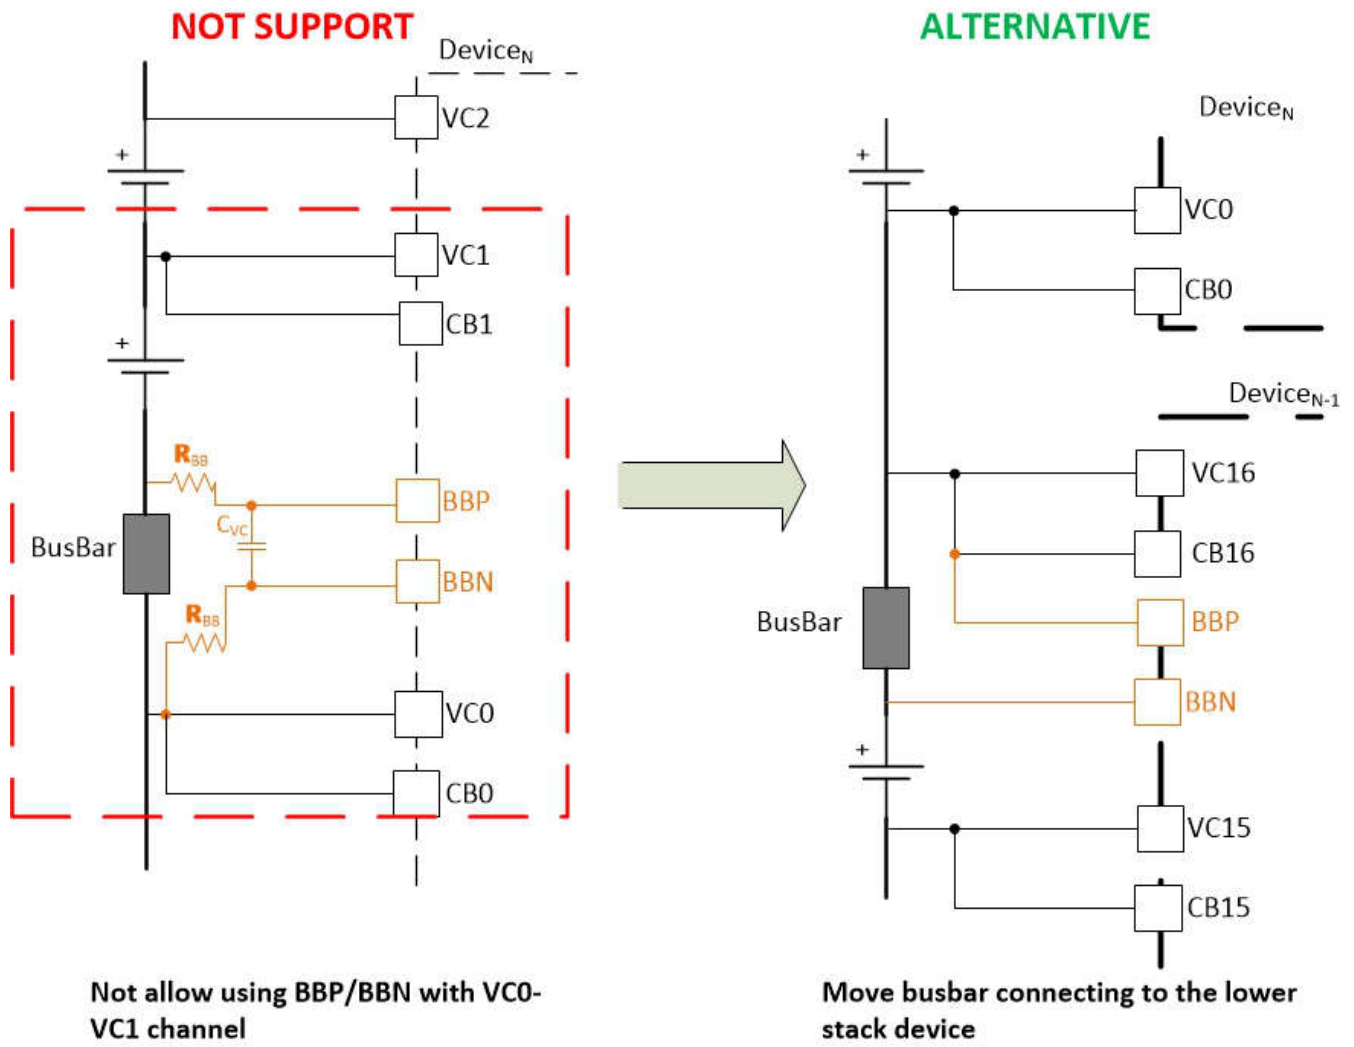 NOT SUPPORT
DeviceN
VC2
+
VC1
CB1
+
RBB
BBP
CVC
BusBar
BBN
RBB
VC0
CB0
Not allow using BBP/BBN with VC0-
VC1 channel
ALTERNATIVE
DeviceN
+
VC0
CB0
DeviceN-1
VC16
CB16
BusBar
BBP
BBN
+
VC15
CB15
Move busbar connecting to the lower
stack device